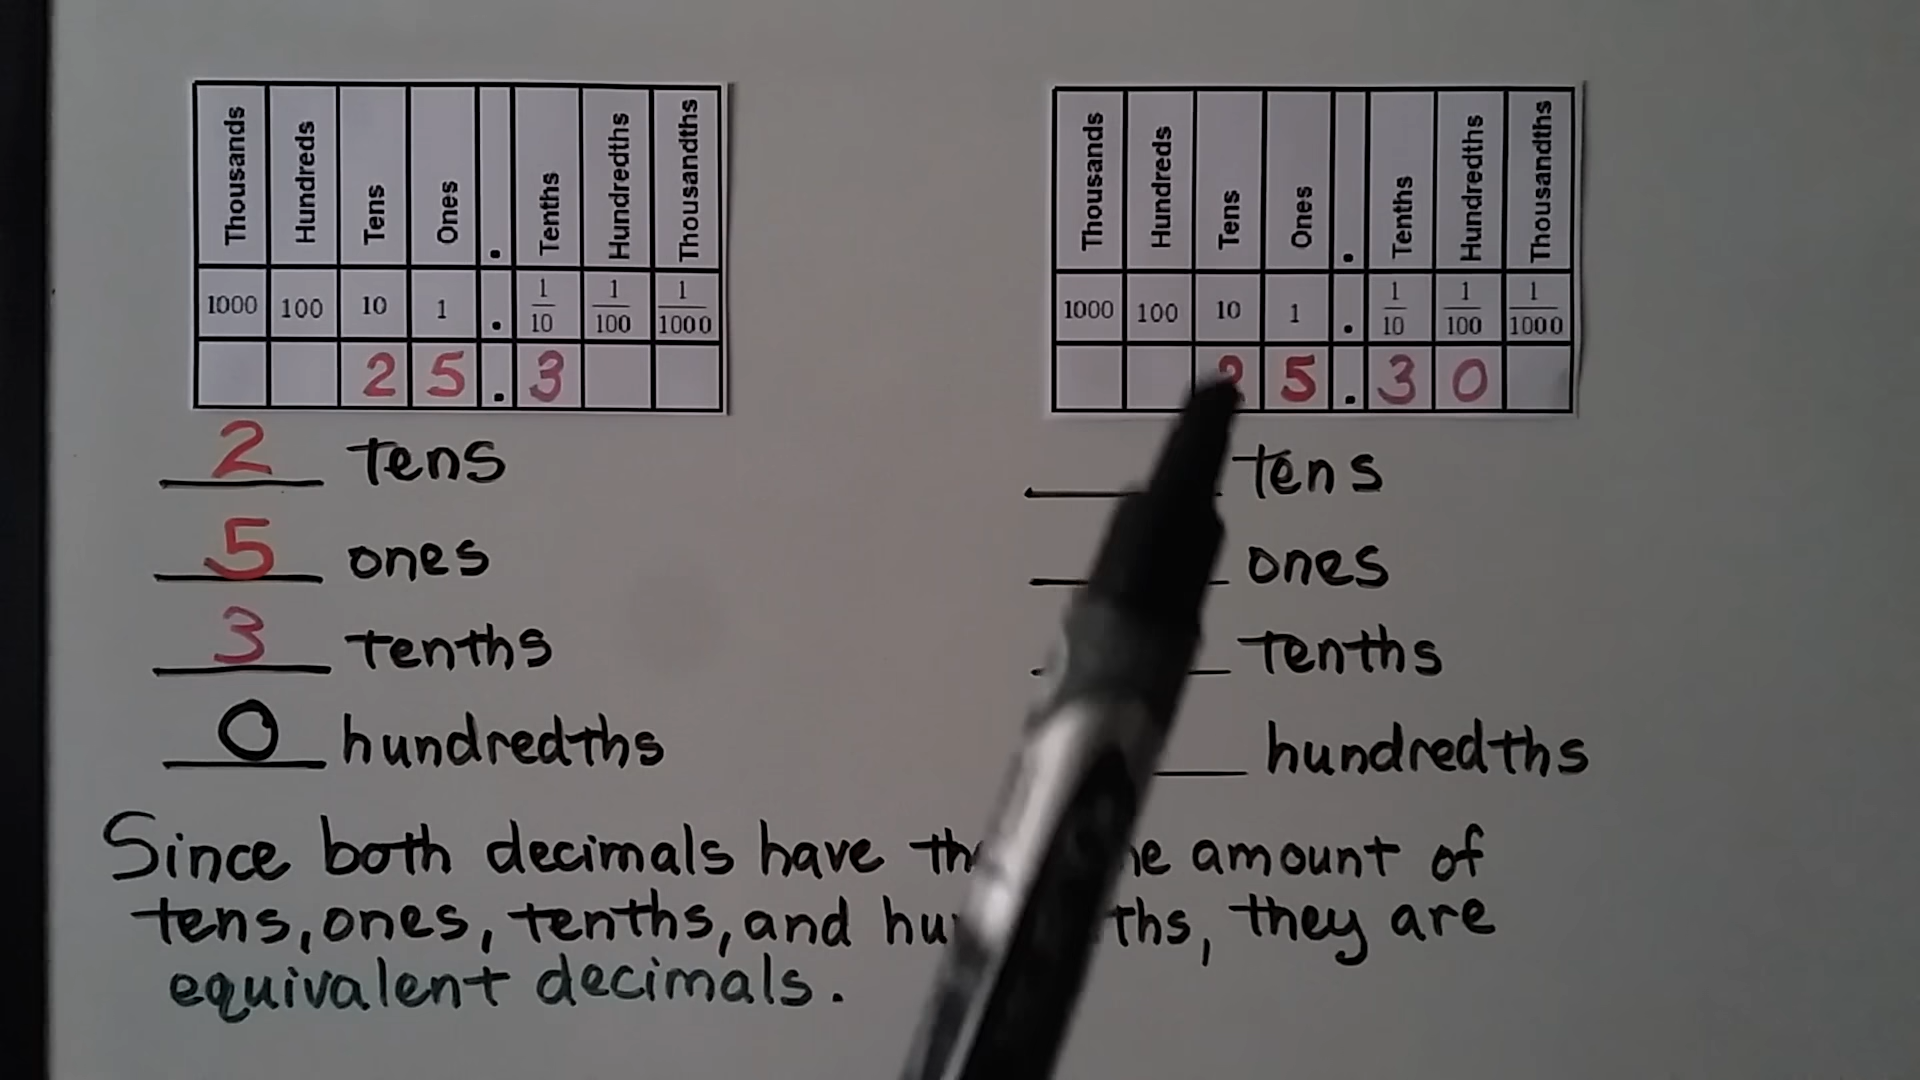 Thousands Hundreds Tens Ones . Tenths Hundredths Thousandths
1000 100 10 1 . 1/10 1/100 1/1000
2 5 . 3
2 tens
5 ones
3 tenths
0 hundredths
Thousands Hundreds Tens Ones . Tenths Hundredths Thousandths
1000 100 10 1 . 1/10 1/100 1/1000
2 5 . 3 0
tens
ones
tenths
hundredths
Since both decimals have amount of
tens, ones, tenths, and they are
equivalent decimals.